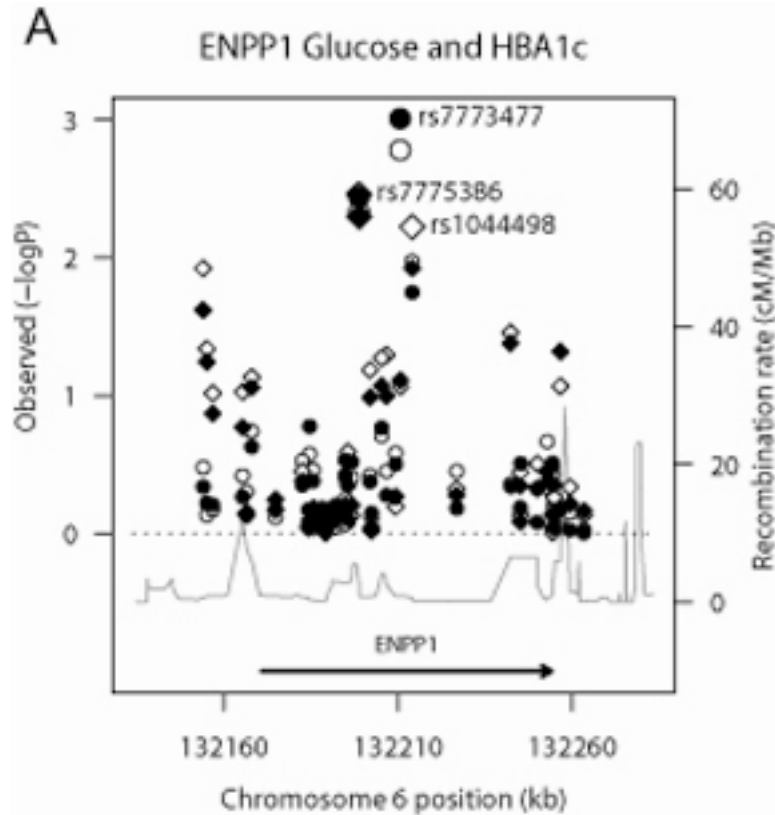 A
ENPP1 Glucose and HBA1c
3
rs7773477
rs7775386
60
rs1044498
2
40
1
20
0
0
Observed (−logP)
Recombination rate (cM/Mb)
ENPP1
132160
132210
132260
Chromosome 6 position (kb)